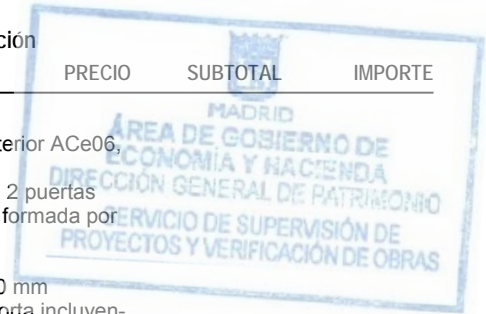 ción
PRECIO SUBTOTAL IMPORTE
MADRID
terior ACe06,
ÁREA DE GOBIERNO DE
ECONOMÍA Y HACIENDA
2 puertas
DIRECCIÓN GENERAL DE PATRIMONIO
formada por
SERVICIO DE SUPERVISIÓN DE
PROYECTOS Y VERIFICACIÓN DE OBRAS
0 mm
orta incluyen-